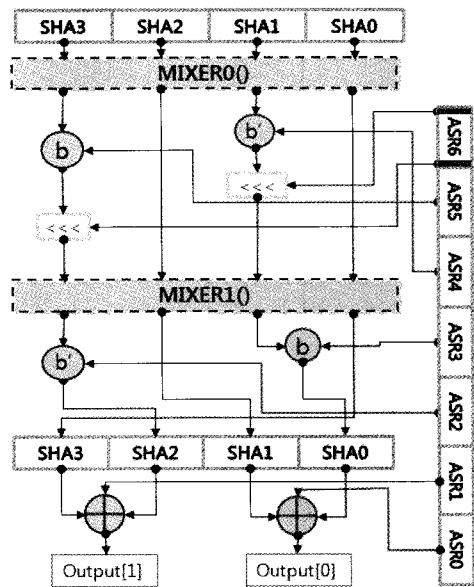 SHA3 SHA2 SHA1 SHA0
MIXER0()
b'
b
<<<
<<<
MIXER1()
b'
b
SHA3 SHA2 SHA1 SHA0
Output[1] Output[0]
ASR6
ASR5
ASR4
ASR3
ASR2
ASR1
ASR0